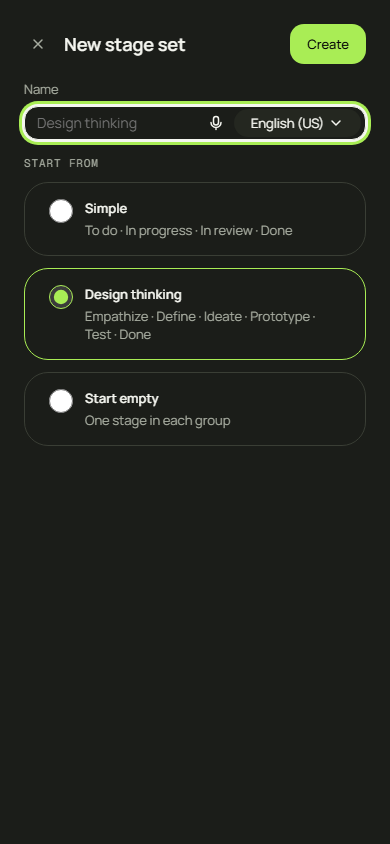 New stage set
Create
Name
Design thinking
English (US)
START FROM
Simple
To do · In progress · In review · Done
Design thinking
Empathize · Define · Ideate · Prototype ·
Test · Done
Start empty
One stage in each group